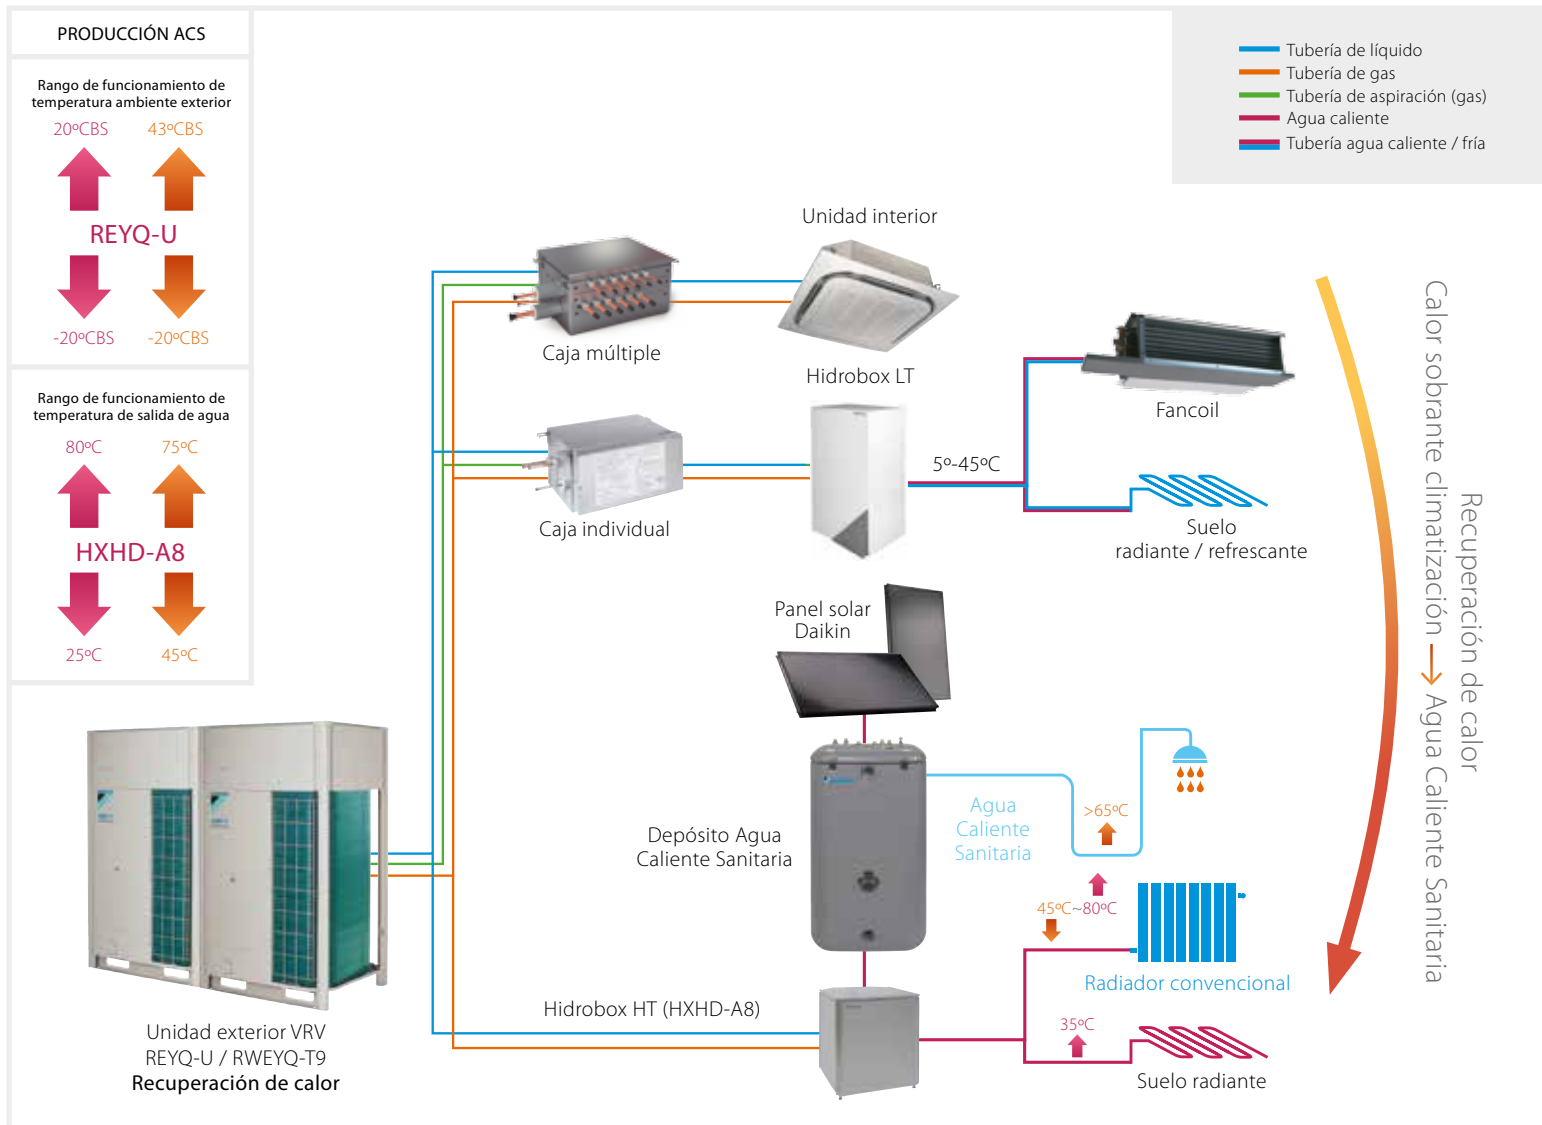 PRODUCCIÓN ACS
Rango de funcionamiento de
temperatura ambiente exterior
20ºCBS
43ºCBS
REYQ-U
-20ºCBS
-20ºCBS
Rango de funcionamiento de
temperatura de salida de agua
80ºC
75ºC
HXHD-A8
25ºC
45ºC
Tubería de líquido
Tubería de gas
Tubería de aspiración (gas)
Agua caliente
Tubería agua caliente / fría
Unidad interior
Caja múltiple
Hidrobox LT
Fancoil
Caja individual
5º-45ºC
Suelo
radiante / refrescante
Panel solar
Daikin
Depósito Agua
Caliente Sanitaria
Agua
Caliente
Sanitaria
>65ºC
45ºC~80ºC
Radiador convencional
Hidrobox HT (HXHD-A8)
35ºC
Suelo radiante
Unidad exterior VRV
REYQ-U / RWEYQ-T9
Recuperación de calor
Recuperación de calor
Calor sobrante climatización → Agua Caliente Sanitaria